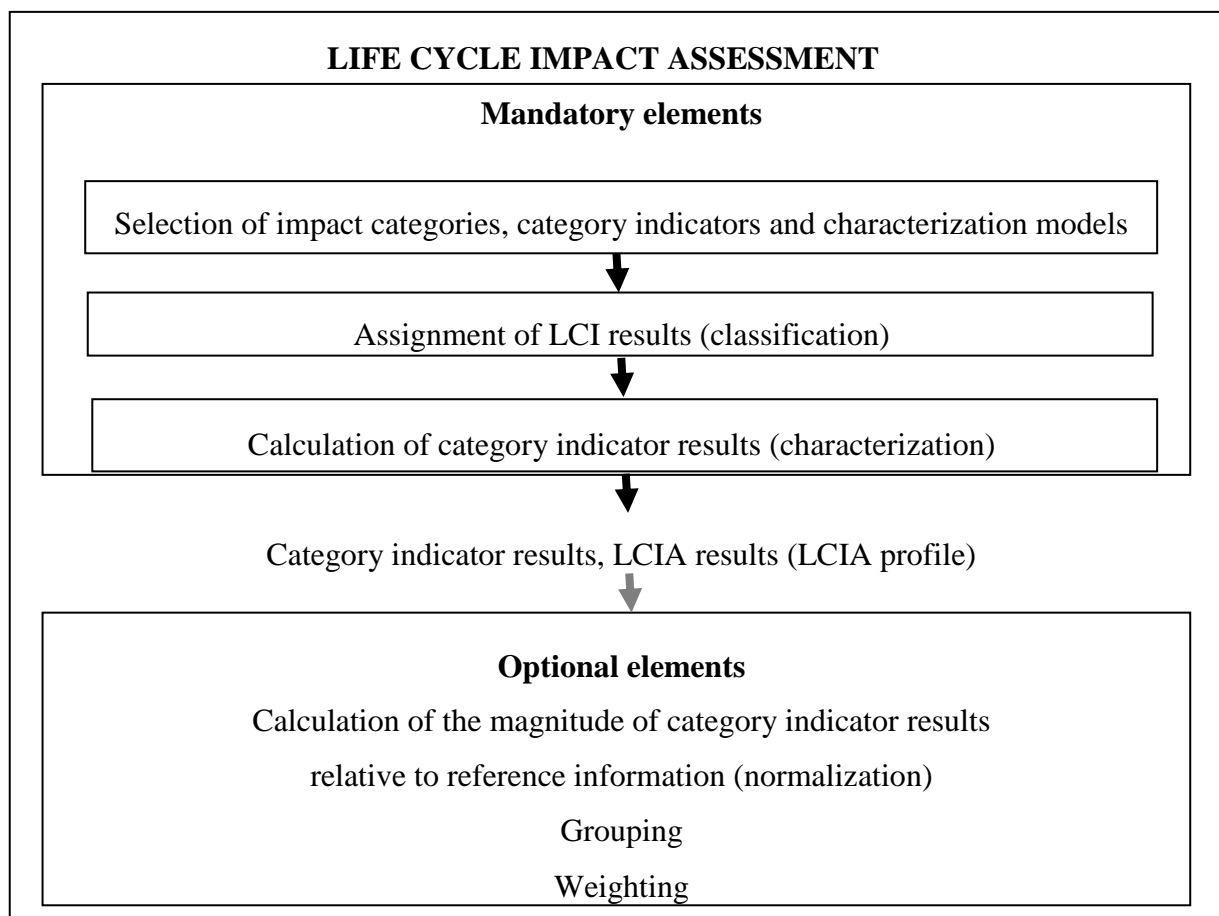 LIFE CYCLE IMPACT ASSESSMENT
Mandatory elements
Selection of impact categories, category indicators and characterization models
Assignment of LCI results (classification)
Calculation of category indicator results (characterization)
Category indicator results, LCIA results (LCIA profile)
Optional elements
Calculation of the magnitude of category indicator results
relative to reference information (normalization)
Grouping
Weighting